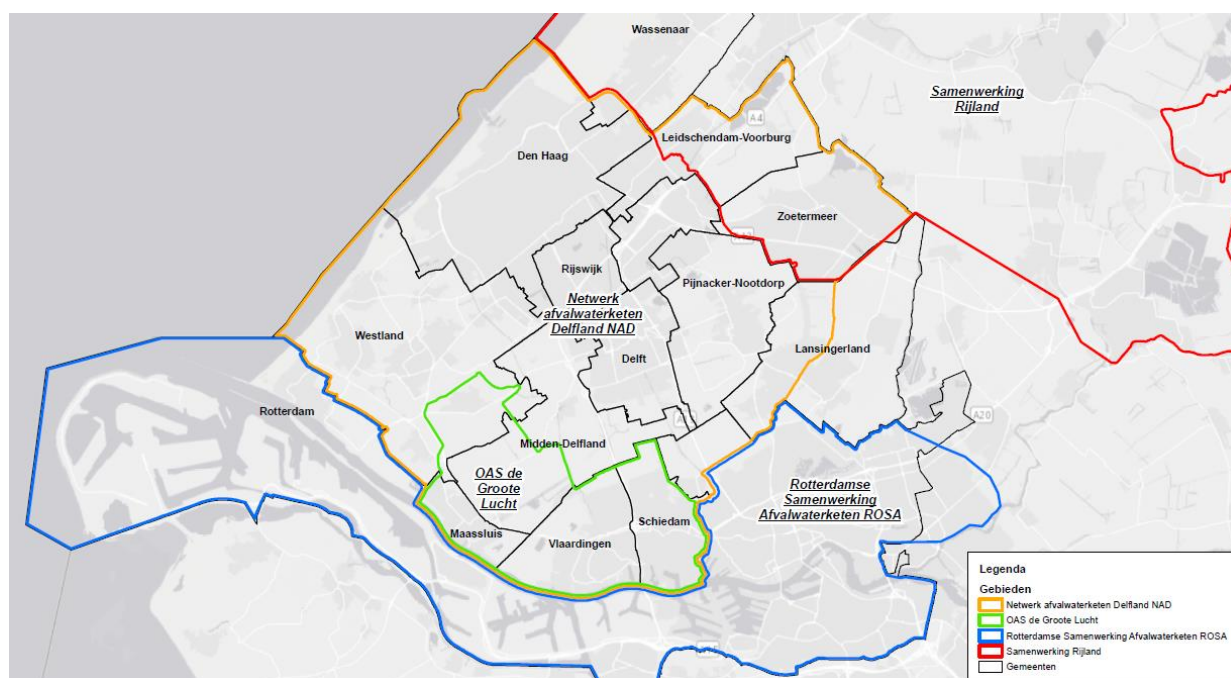 Wassenaar
Samenwerking
Rijland
A4
Leidschendam-Voorburg
Den Haag
Zoetermeer
Rijswijk
Pijnacker-Nootdorp
Netwerk
afvalwaterketen
Delfland NAD
Westland
Lansingerland
Delft
Rotterdam
A20
Midden-Delfland
OAS de
Groote
Lucht
Rotterdamse
Samenwerking
Afvalwaterketen ROSA
Schiedam
Maassluis
Vlaardingen
Legenda
Gebieden
Netwerk afvalwaterketen Delfland NAD
OAS de Groote Lucht
Rotterdamse Samenwerking Afvalwaterketen ROSA
Samenwerking Rijland
Gemeenten